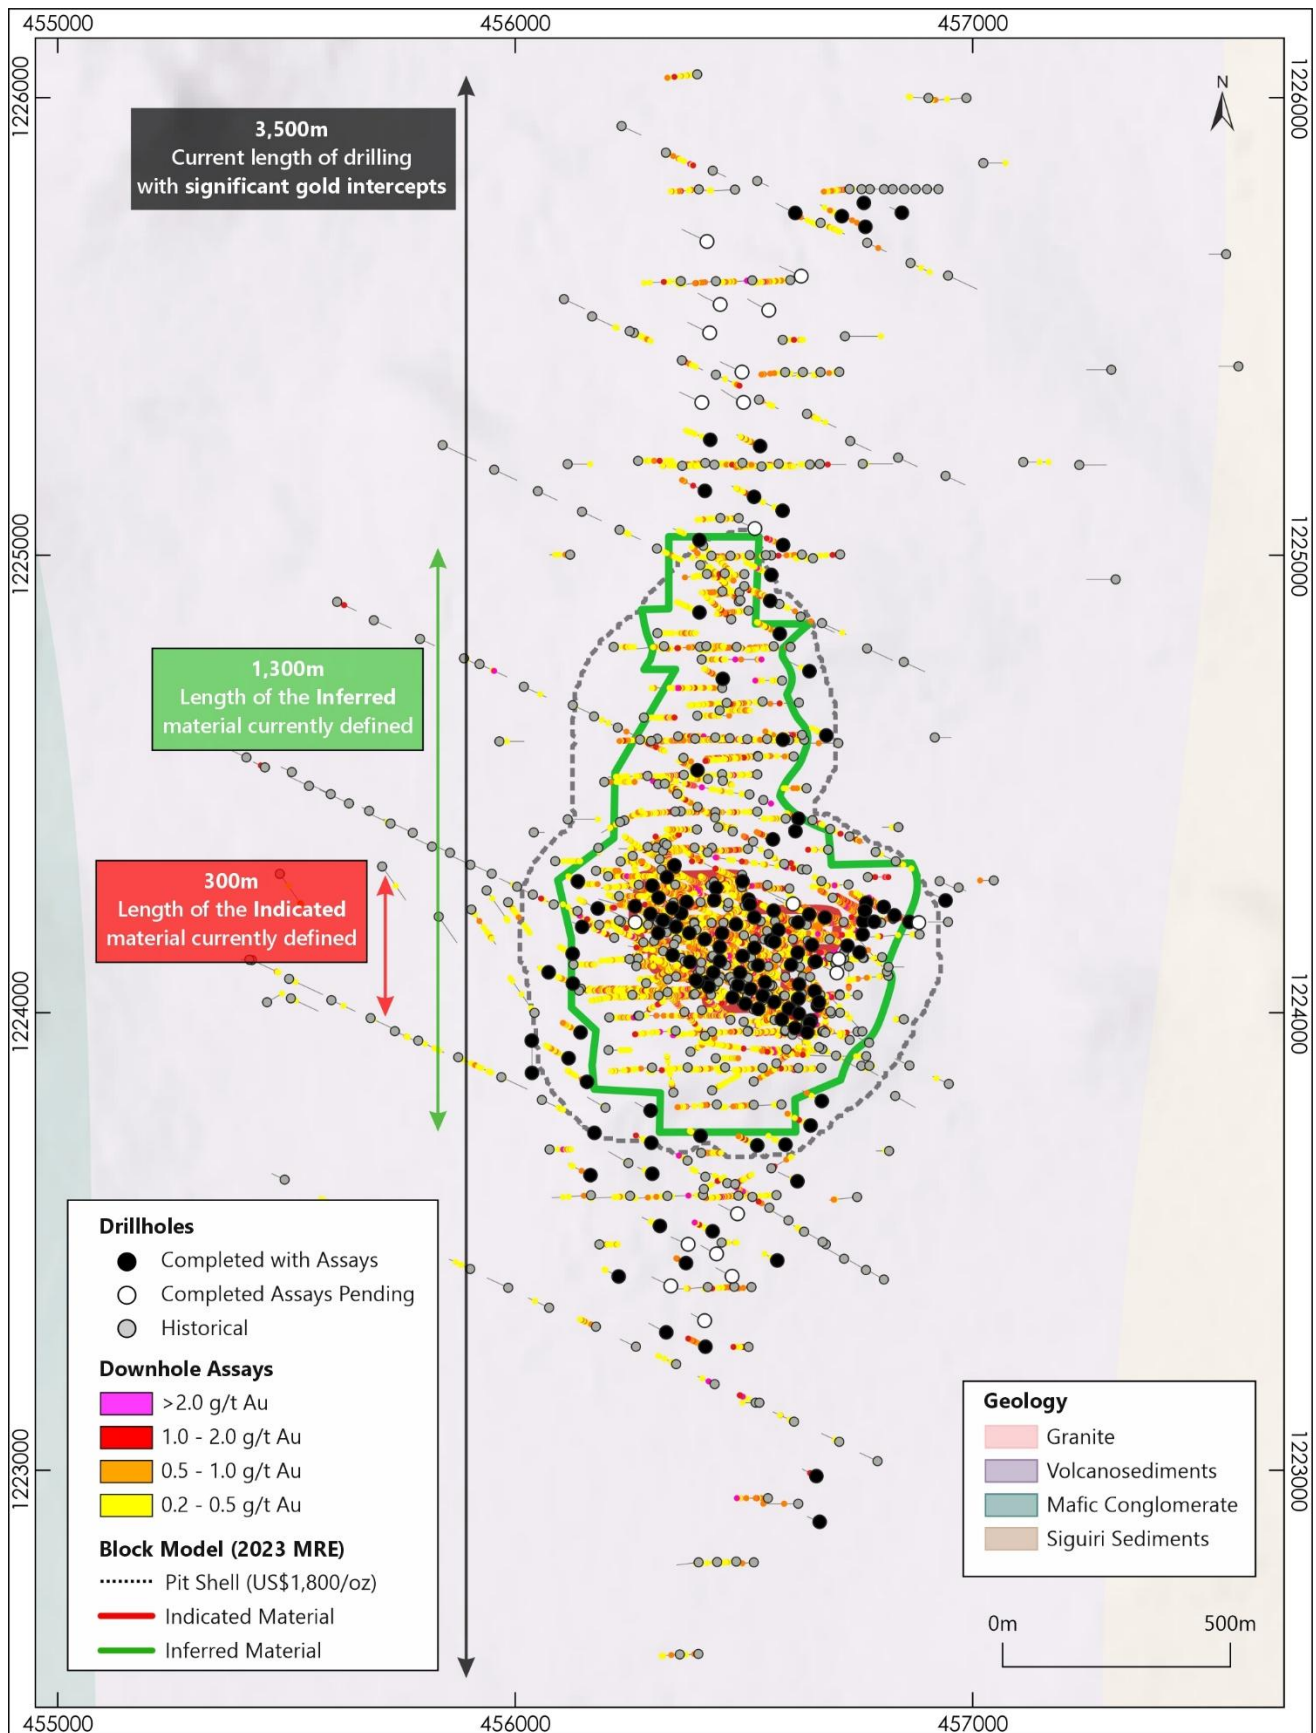 455000
456000
457000
1226000
1226000
N
3,500m
Current length of drilling
with significant gold intercepts
1225000
1225000
1,300m
Length of the Inferred
material currently defined
300m
Length of the Indicated
material currently defined
1224000
1224000
Drillholes
Completed with Assays
Completed Assays Pending
Historical
Downhole Assays
>2.0 g/t Au
1.0 - 2.0 g/t Au
0.5 - 1.0 g/t Au
0.2 - 0.5 g/t Au
Block Model (2023 MRE)
Pit Shell (US$1,800/oz)
Indicated Material
Inferred Material
1223000
1223000
Geology
Granite
Volcanosediments
Mafic Conglomerate
Siguiri Sediments
0m
500m
455000
456000
457000